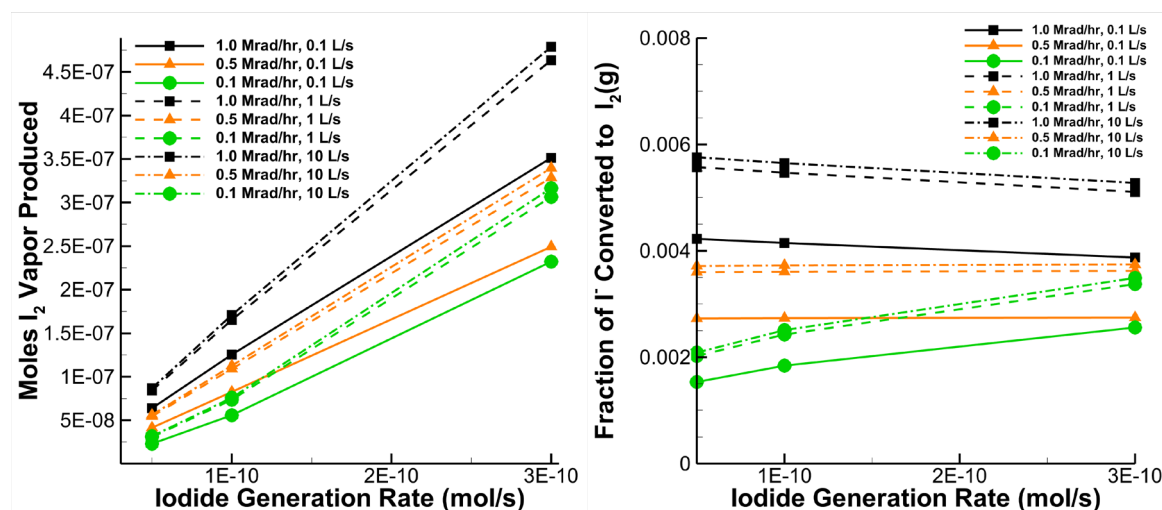 Moles I₂ Vapor Produced
4.5E-07
4E-07
3.5E-07
3E-07
2.5E-07
2E-07
1.5E-07
1E-07
5E-08
1.0 Mrad/hr, 0.1 L/s
0.5 Mrad/hr, 0.1 L/s
0.1 Mrad/hr, 0.1 L/s
1.0 Mrad/hr, 1 L/s
0.5 Mrad/hr, 1 L/s
0.1 Mrad/hr, 1 L/s
1.0 Mrad/hr, 10 L/s
0.5 Mrad/hr, 10 L/s
0.1 Mrad/hr, 10 L/s
1E-10 2E-10 3E-10
Iodide Generation Rate (mol/s)
Fraction of I⁻ Converted to I₂(g)
0.008
0.006
0.004
0.002
0
1.0 Mrad/hr, 0.1 L/s
0.5 Mrad/hr, 0.1 L/s
0.1 Mrad/hr, 0.1 L/s
1.0 Mrad/hr, 1 L/s
0.5 Mrad/hr, 1 L/s
0.1 Mrad/hr, 1 L/s
1.0 Mrad/hr, 10 L/s
0.5 Mrad/hr, 10 L/s
0.1 Mrad/hr, 10 L/s
1E-10 2E-10 3E-10
Iodide Generation Rate (mol/s)